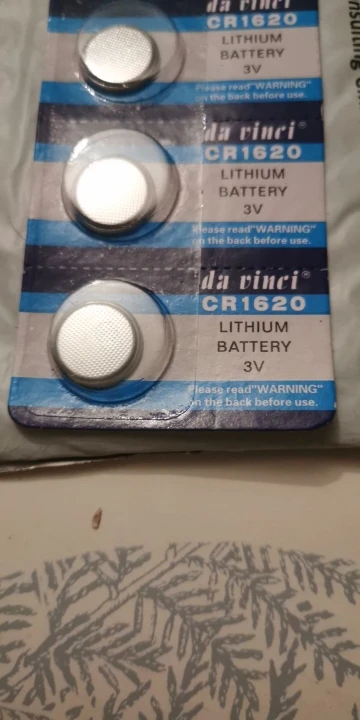 da vinci
CR1620
LITHIUM
BATTERY
3V
Please read"WARNING"
on the back before use.
da vinci®
CR1620
LITHIUM
BATTERY
3V
Please read"WARNING"
on the back before use.
da vinci®
CR1620
LITHIUM
BATTERY
3V
Please read"WARNING"
on the back before use.